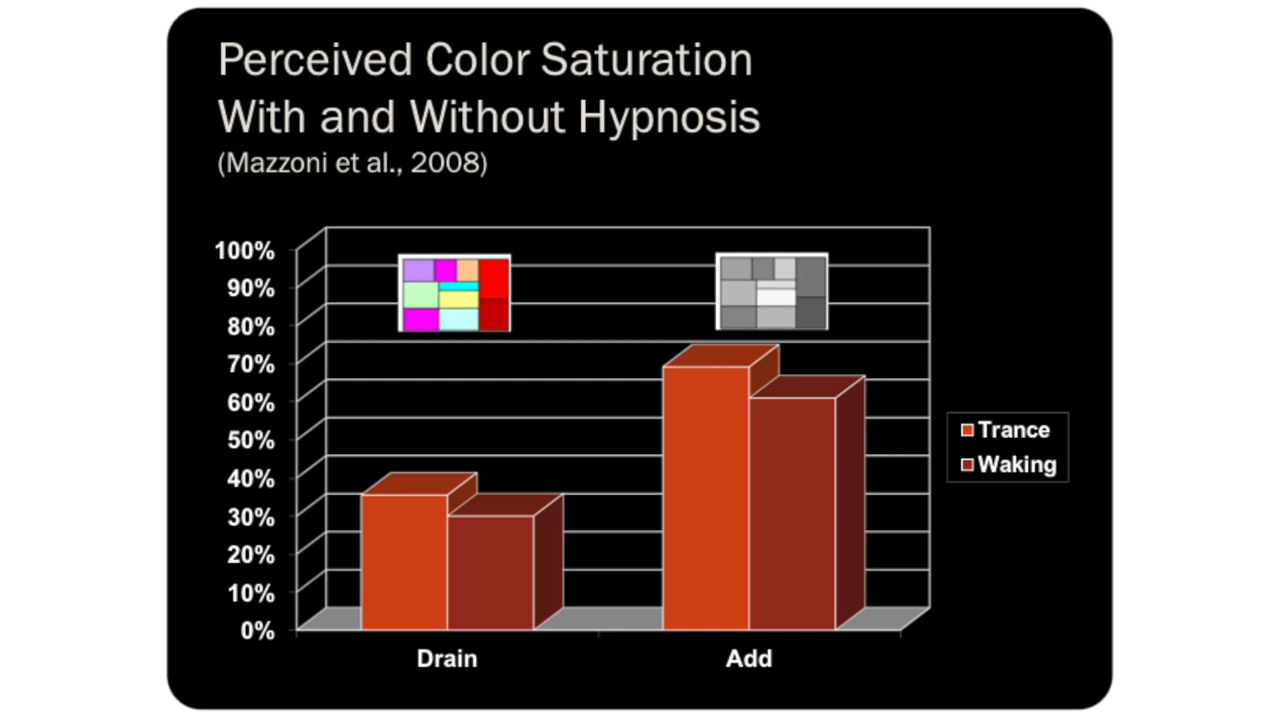 Perceived Color Saturation
With and Without Hypnosis
(Mazzoni et al., 2008)
100%
90%
80%
70%
60%
50%
40%
30%
20%
10%
0%
Drain
Add
Trance
Waking